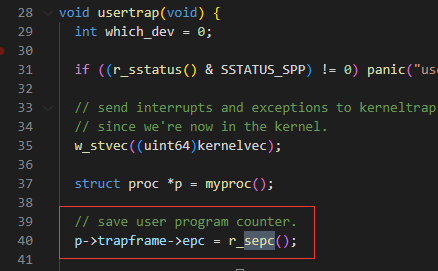 28 void usertrap(void) {
29 int which_dev = 0;
30
31 if ((r_sstatus() & SSTATUS_SPP) != 0) panic("us
32
33 // send interrupts and exceptions to kerneltrap
34 // since we're now in the kernel.
35 w_stvec((uint64)kernelvec);
36
37 struct proc *p = myproc();
38
39 // save user program counter.
40 p->trapframe->epc = r_sepc();
41